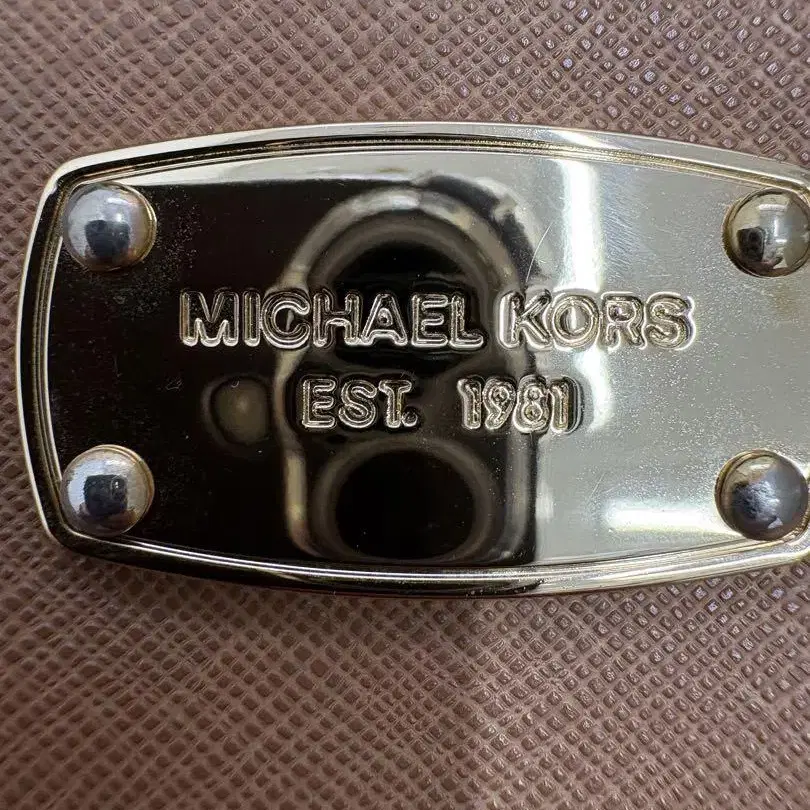 MICHAEL KORS
EST. 1981